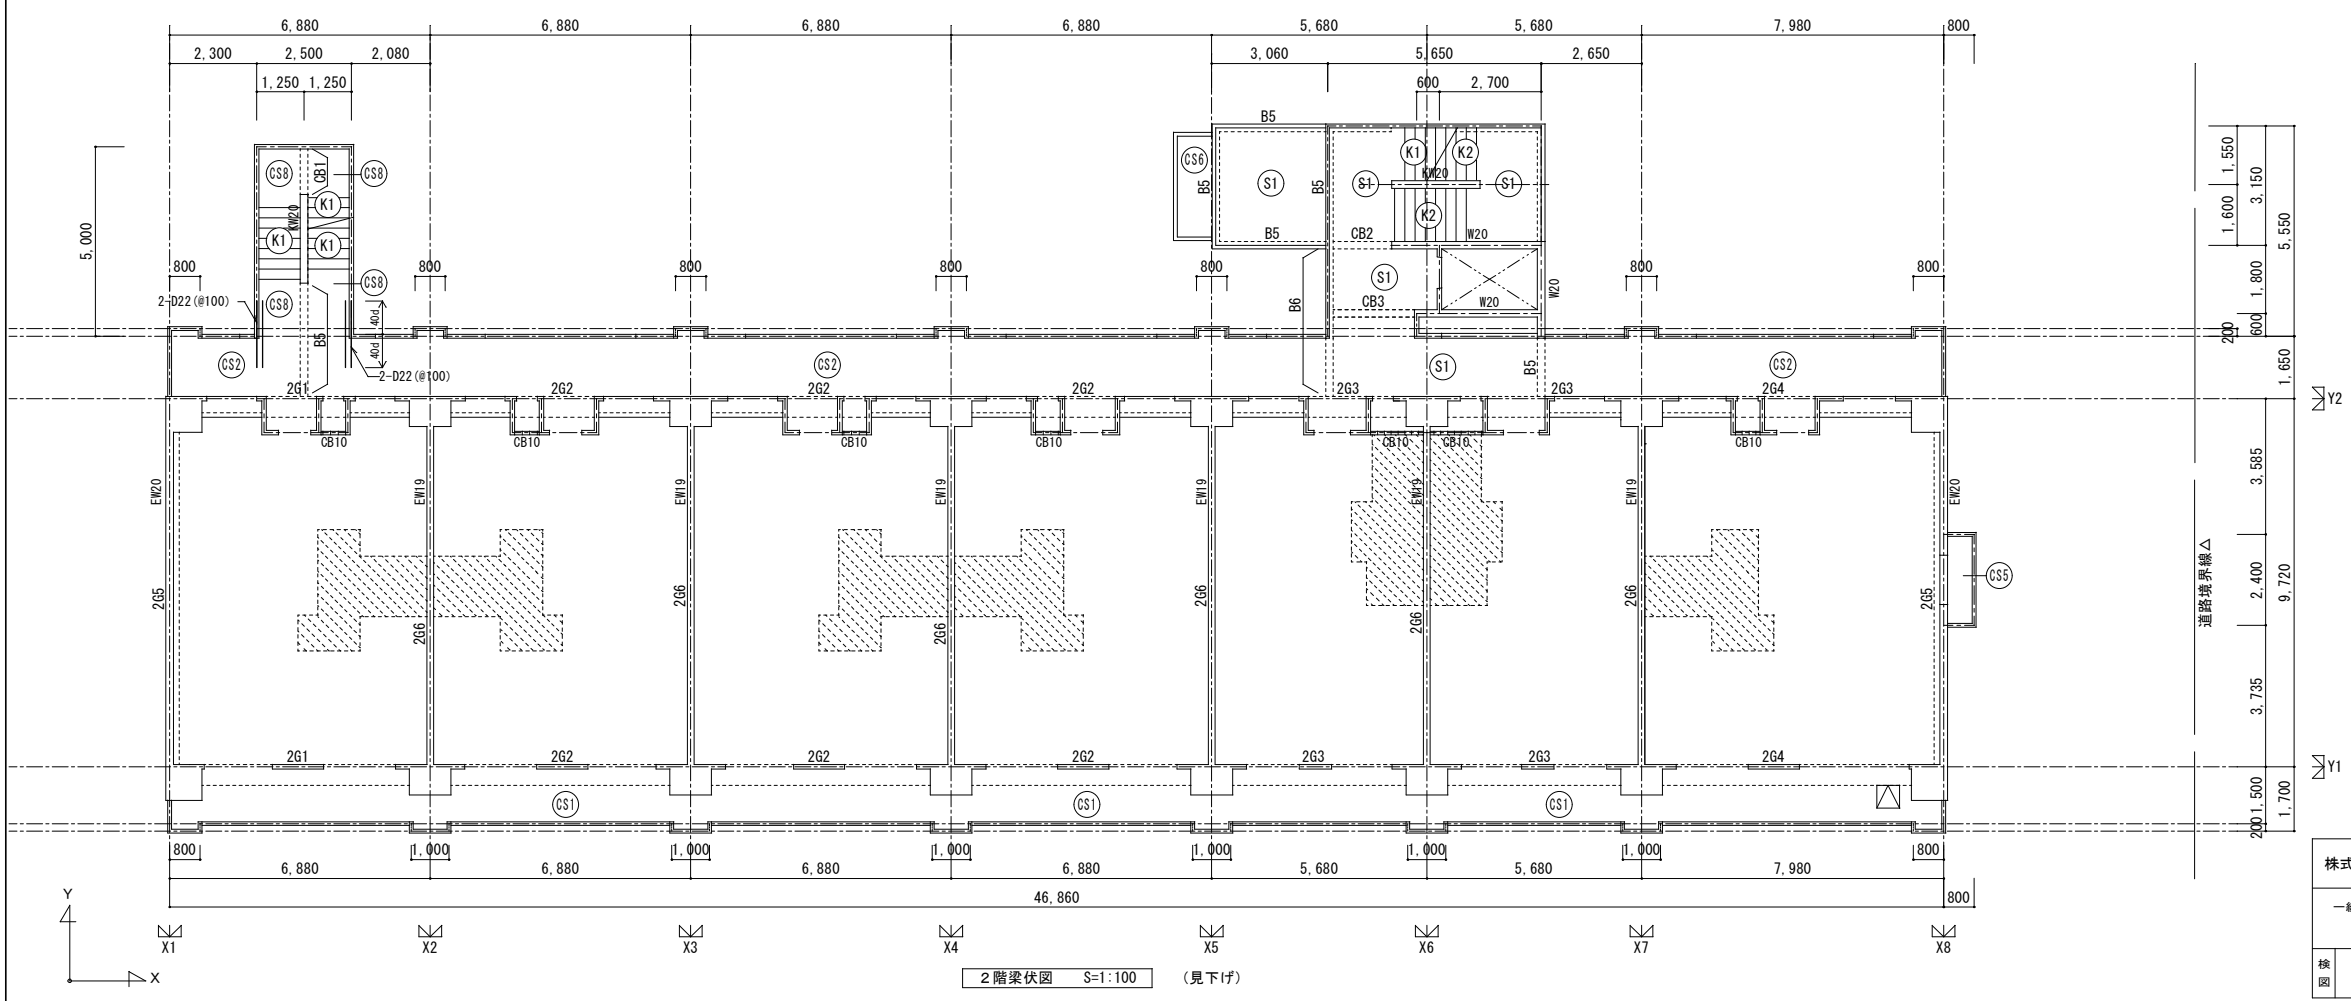 6,880 6,880 6,880 6,880 5,680 5,680 7,980 800
2,300 2,500 2,080 3,060 5,650 2,650
1,250 1,250 600 2,700
B5
CS8 CB1 CS8 CS6 B5 S1 B5 S1 K1 K2 S1 1,550 3,150
KW20
K1 KW20 K2 1,600 5,550
5,000 K1 K1 B5 CB2 W20
800 800 800 800 800 CS8 S1 800 800 1,800
2-D22(@100) CS8 40d B6 CB3 W20 W20
200 600
CS2 B5 40d CS2 S1 B5 CS2 1,650
2-D22(@100)
2G1 2G2 2G2 2G2 2G3 2G3 2G4 Y2
CB10 CB10 CB10 CB10 CB10 CB10 CB10
EW20 EW19 EW19 EW19 EW19 EW19 EW19 EW20 3,585
道路境界線△
2G5 2G6 2G6 2G6 2G6 2G6 2G6 2G5 CS5 2,400 9,720
3,735
2G1 2G2 2G2 2G2 2G3 2G3 2G4 Y1
CS1 CS1 CS1 1,500 1,700
200
800 1,000 1,000 1,000 1,000 1,000 1,000 800
6,880 6,880 6,880 6,880 5,680 5,680 7,980
46,860 800
株式
Y
X
X1 X2 X3 X4 X5 X6 X7 X8
2階梁伏図 S=1:100 (見下げ)
検
図